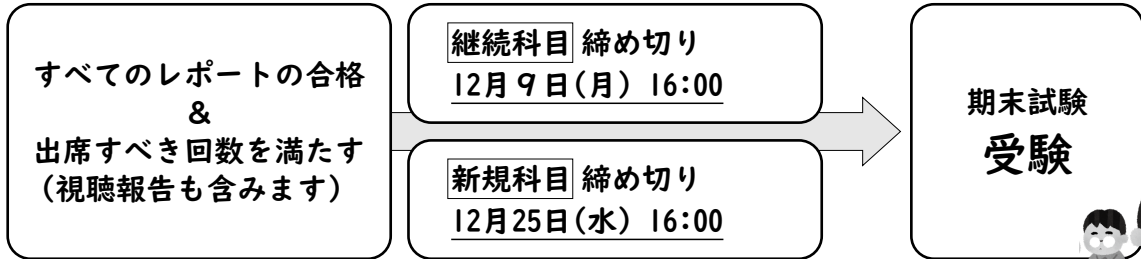 すべてのレポートの合格
&
出席すべき回数を満たす
（視聴報告も含みます）
継続科目 締め切り
12月９日(月) 16:00
新規科目 締め切り
12月25日(水) 16:00
期末試験
受験